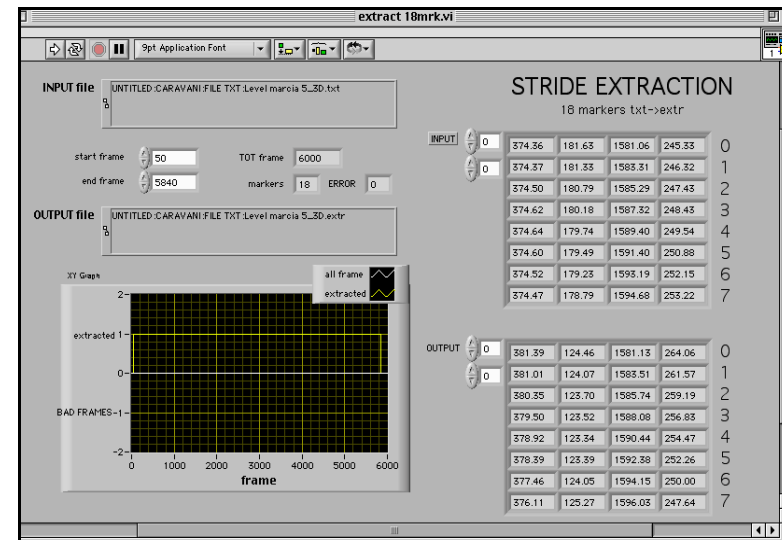 extract 18mrk.vi
9pt Application Font
1
INPUT file
UNTITLED :CARAVANI :FILE TXT :Level marcia 5_3D.txt
start frame 50 TOT frame 6000
end frame 5840 markers 18 ERROR 0
OUTPUT file
UNTITLED :CARAVANI :FILE TXT :Level marcia 5_3D.extr
XY Graph
all frame
extracted
2
extracted 1
0
BAD FRAMES -1
-2
0 1000 2000 3000 4000 5000 6000
frame
STRIDE EXTRACTION
18 markers txt->extr
INPUT 0 374.36 181.63 1581.06 245.33 0
0 374.37 181.33 1583.31 246.32 1
374.50 180.79 1585.29 247.43 2
374.62 180.18 1587.32 248.43 3
374.64 179.74 1589.40 249.54 4
374.60 179.49 1591.40 250.88 5
374.52 179.23 1593.19 252.15 6
374.47 178.79 1594.68 253.22 7
OUTPUT 0 381.39 124.46 1581.13 264.06 0
0 381.01 124.07 1583.51 261.57 1
380.35 123.70 1585.74 259.19 2
379.50 123.52 1588.08 256.83 3
378.92 123.34 1590.44 254.47 4
378.39 123.39 1592.38 252.26 5
377.46 124.05 1594.15 250.00 6
376.11 125.27 1596.03 247.64 7